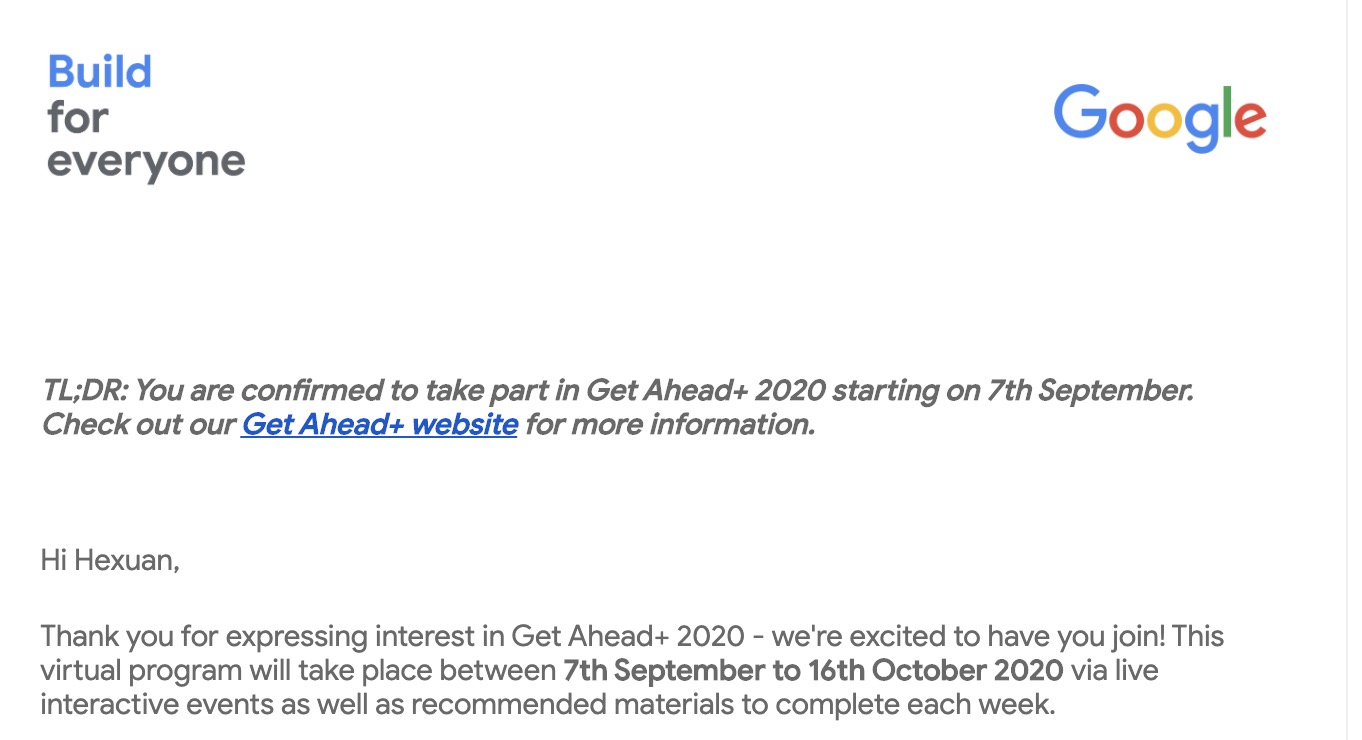 Build
for
everyone
Google
TL;DR: You are confirmed to take part in Get Ahead+ 2020 starting on 7th September.
Check out our Get Ahead+ website for more information.
Hi Hexuan,
Thank you for expressing interest in Get Ahead+ 2020 - we're excited to have you join! This
virtual program will take place between 7th September to 16th October 2020 via live
interactive events as well as recommended materials to complete each week.